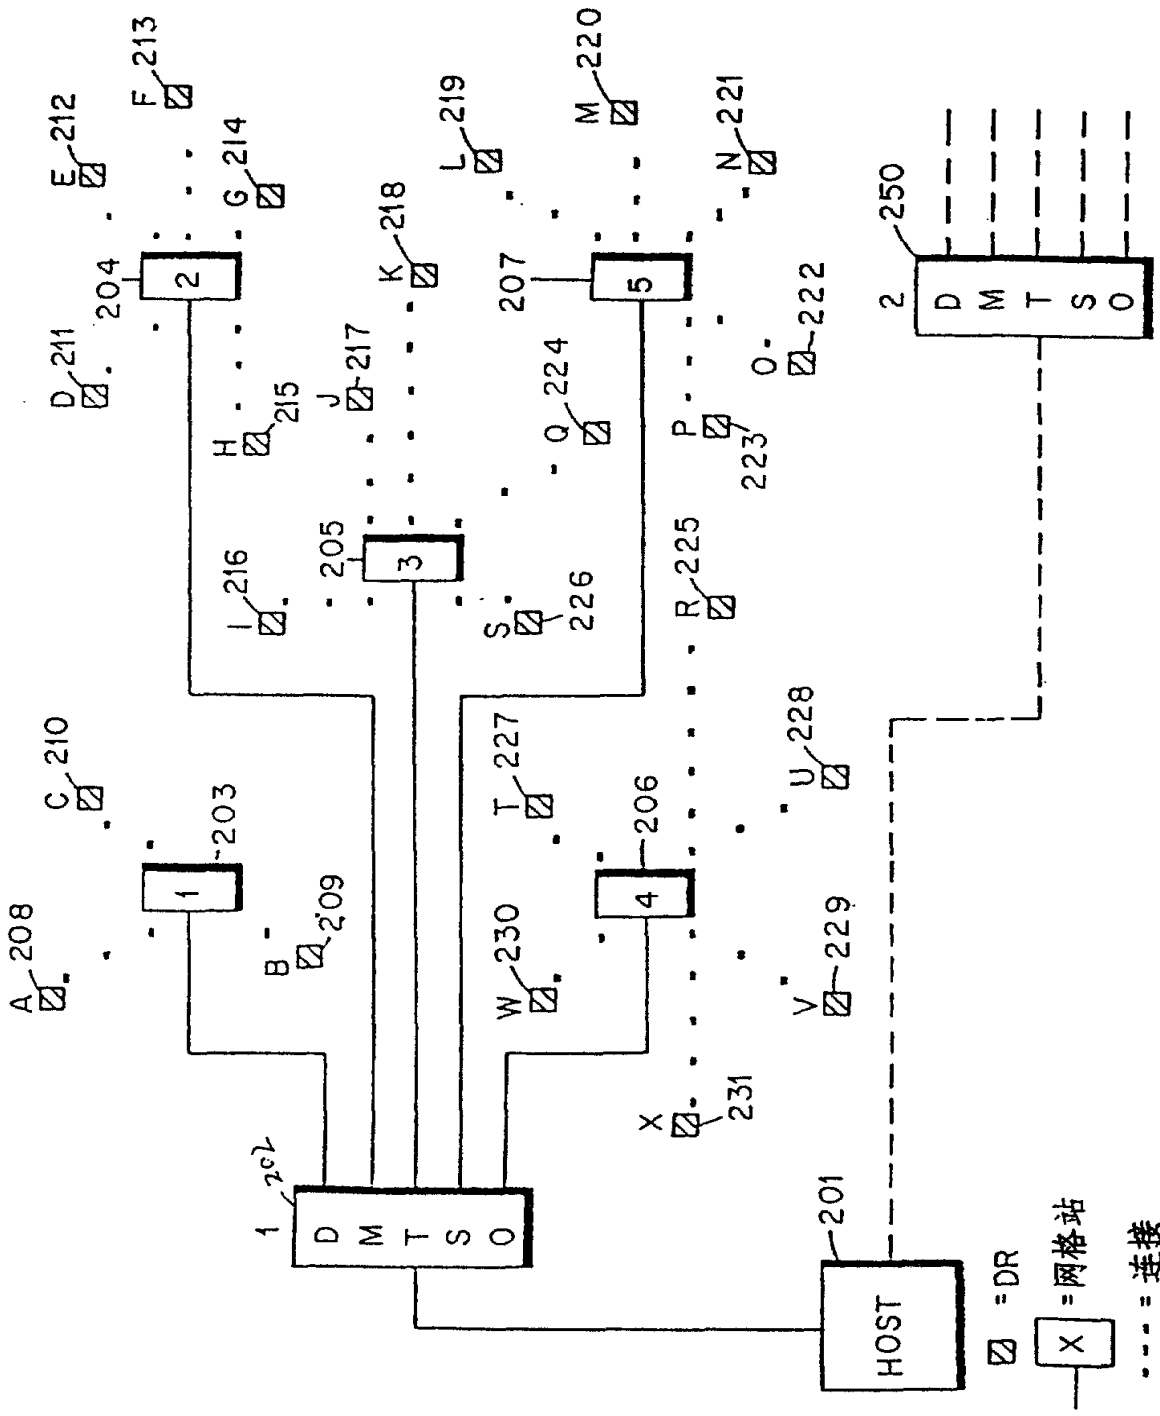 A 208
C 210
B 209
1
203
D 211
E 212
F 213
G 214
H 215
204
2
I 216
J 217
K 218
205
3
Q 224
S 226
L 219
M 220
N 221
O 222
P 223
207
5
T 227
R 225
U 228
V 229
W 230
X 231
206
4
1
202
D
M
T
S
O
2
250
D
M
T
S
O
201
HOST
=DR
X =网格站
=连接